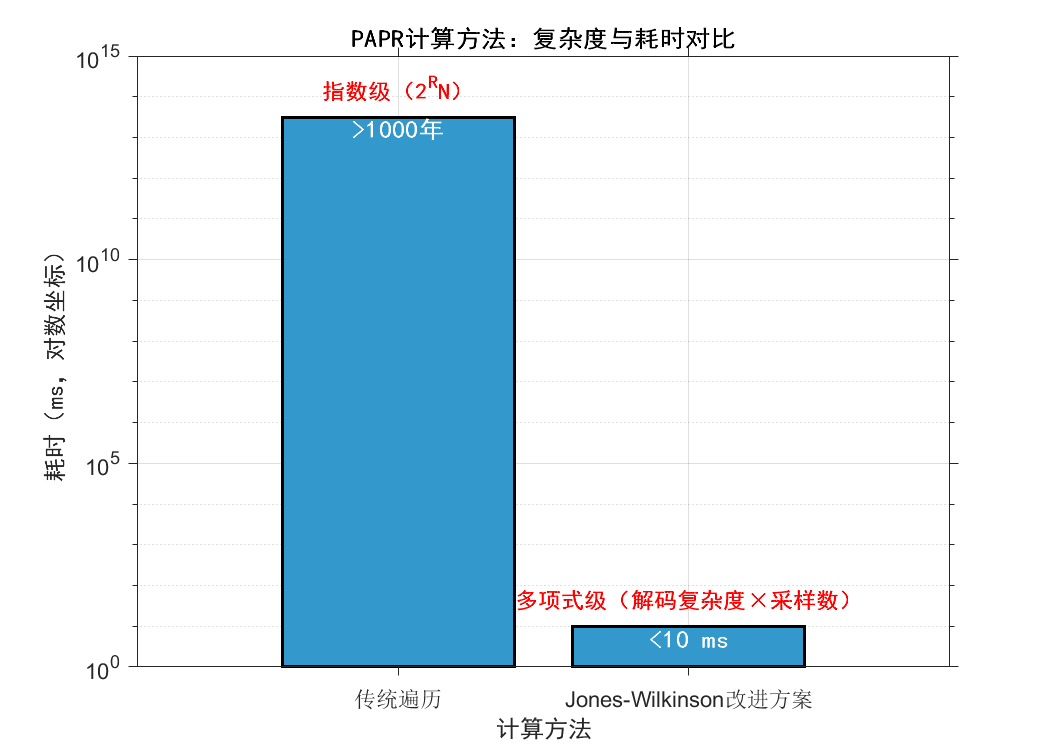 PAPR计算方法：复杂度与耗时对比
10^15
10^10
10^5
10^0
耗时（ms，对数坐标）
指数级（2^RN）
>1000年
多项式级（解码复杂度×采样数）
<10 ms
传统遍历
Jones-Wilkinson改进方案
计算方法